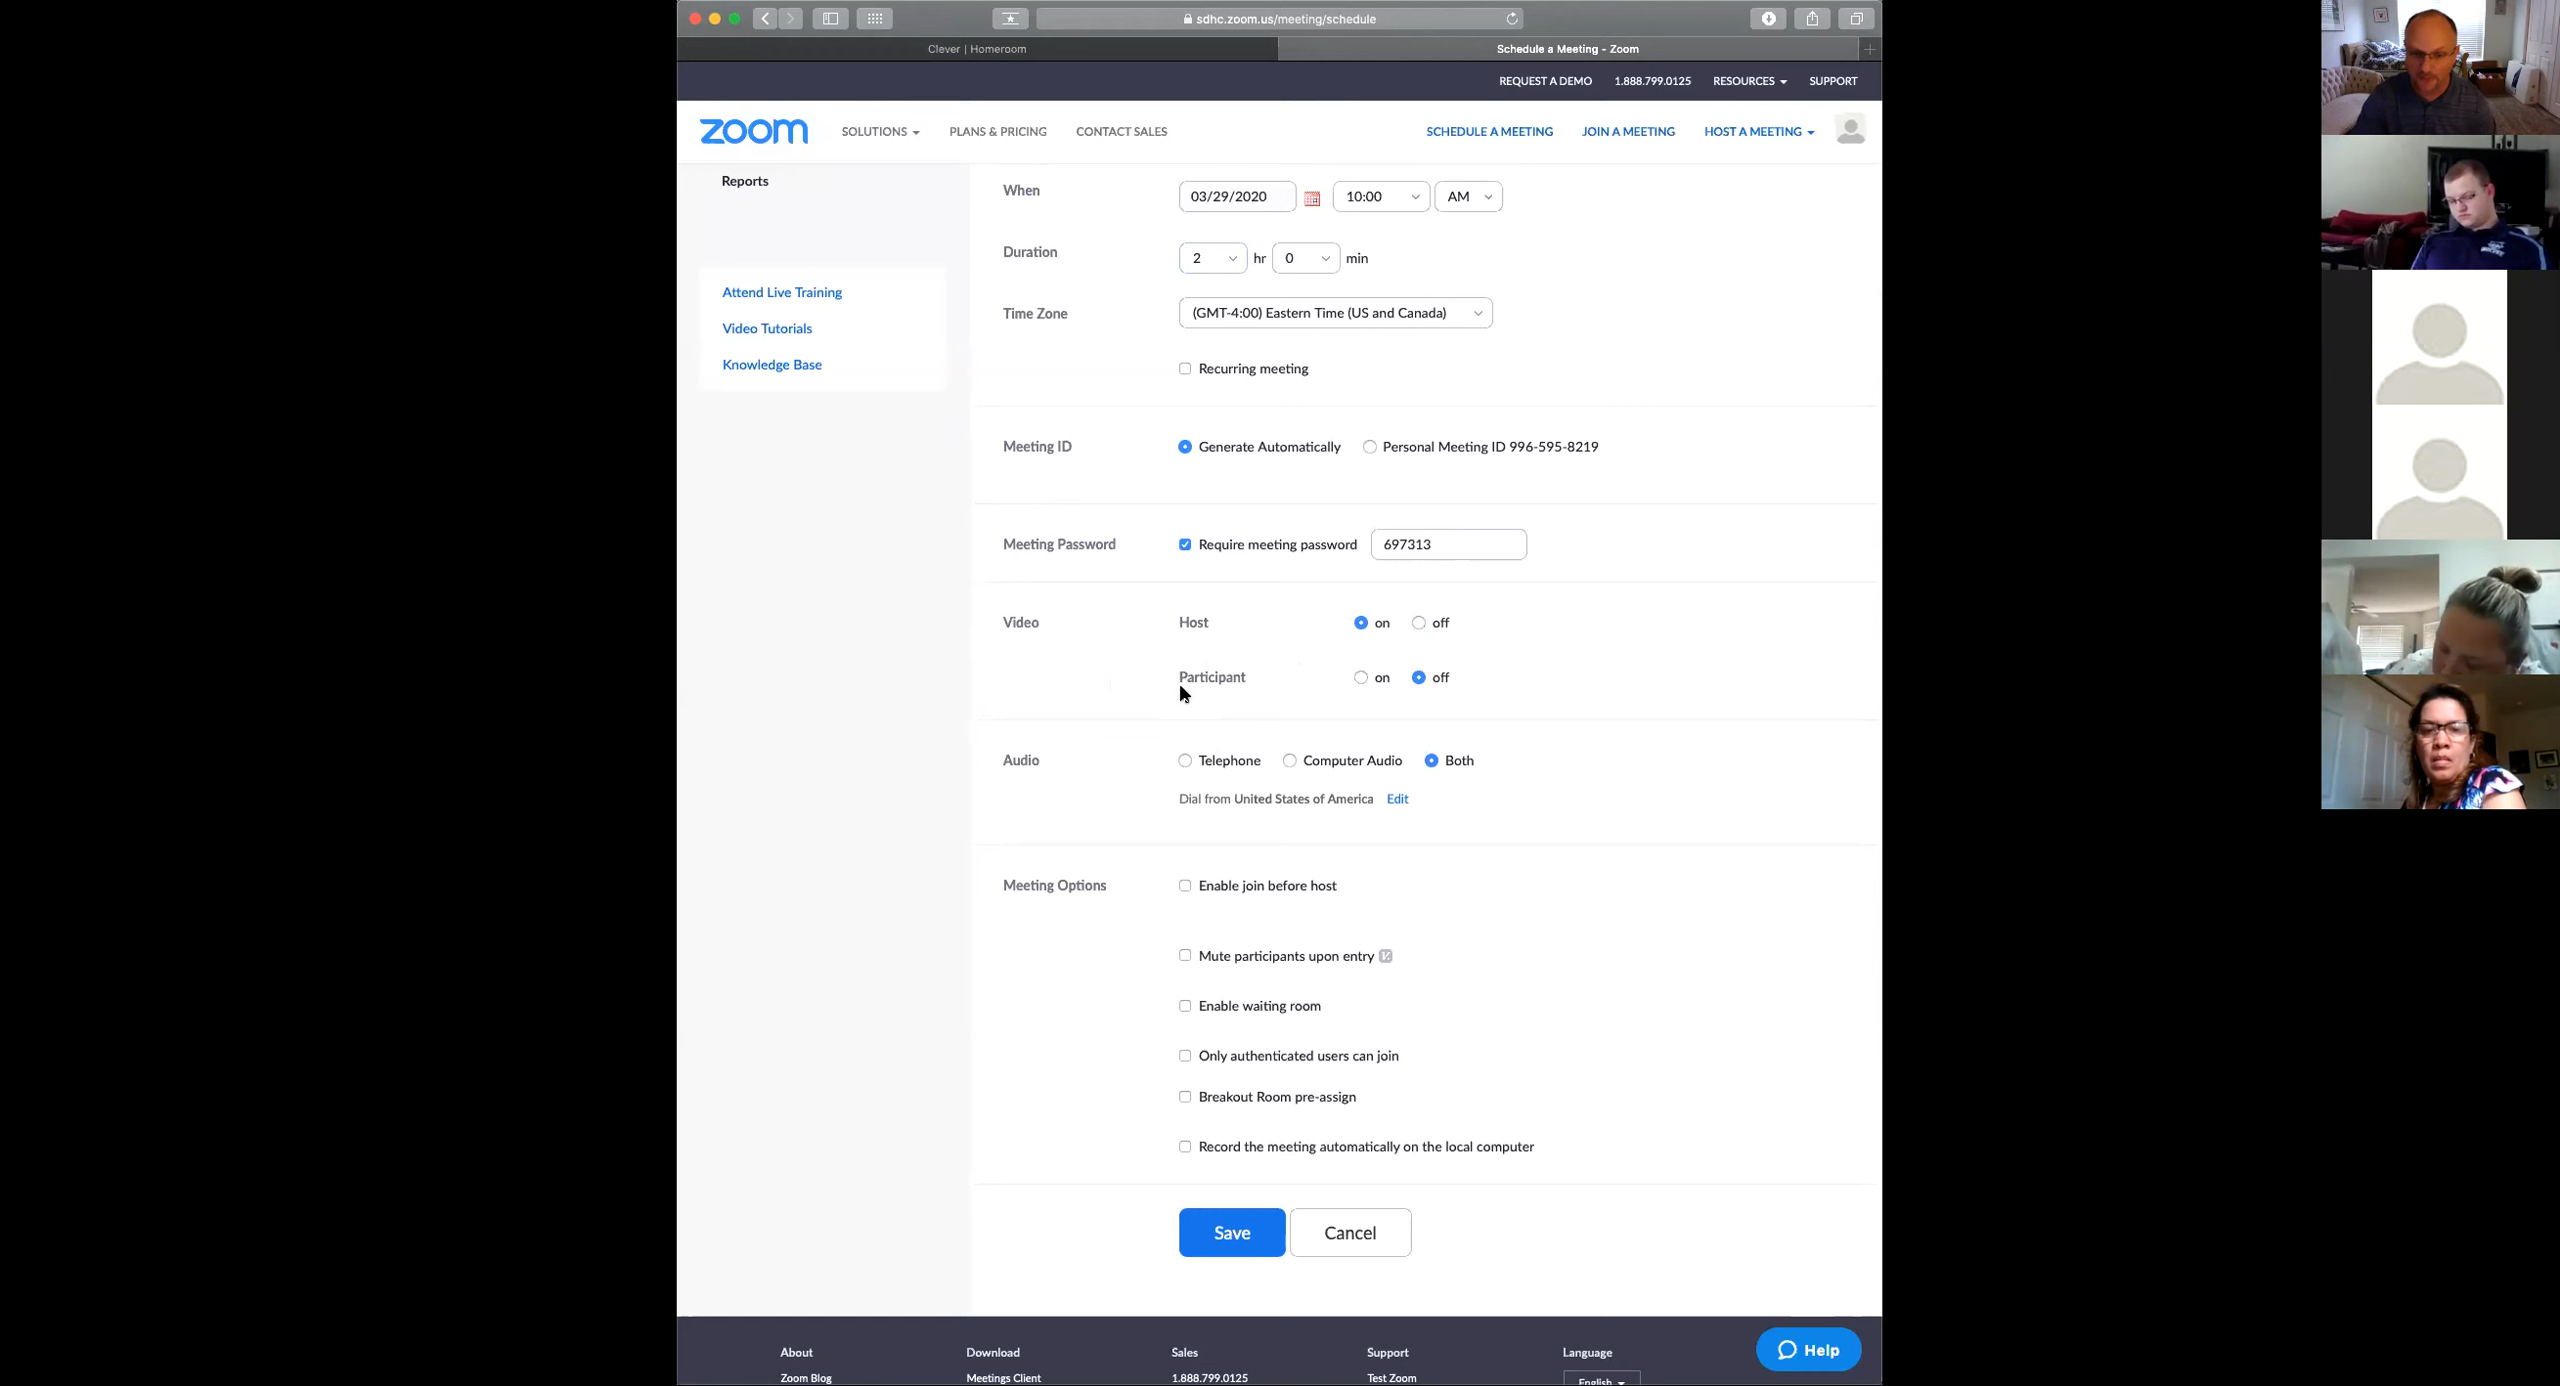 sdhc.zoom.us/meeting/schedule
Clever | Homeroom
Schedule a Meeting - Zoom
REQUEST A DEMO 1.888.799.0125 RESOURCES SUPPORT
zoom SOLUTIONS PLANS & PRICING CONTACT SALES SCHEDULE A MEETING JOIN A MEETING HOST A MEETING
Reports
Attend Live Training
Video Tutorials
Knowledge Base
When 03/29/2020 10:00 AM
Duration 2 hr 0 min
Time Zone (GMT-4:00) Eastern Time (US and Canada)
Recurring meeting
Meeting ID Generate Automatically Personal Meeting ID 996-595-8219
Meeting Password Require meeting password 697313
Video Host on off
Participant on off
Audio Telephone Computer Audio Both
Dial from United States of America Edit
Meeting Options Enable join before host
Mute participants upon entry
Enable waiting room
Only authenticated users can join
Breakout Room pre-assign
Record the meeting automatically on the local computer
Save Cancel
About Download Sales Support Language
Zoom Blog Meetings Client 1.888.799.0125 Test Zoom English
Help